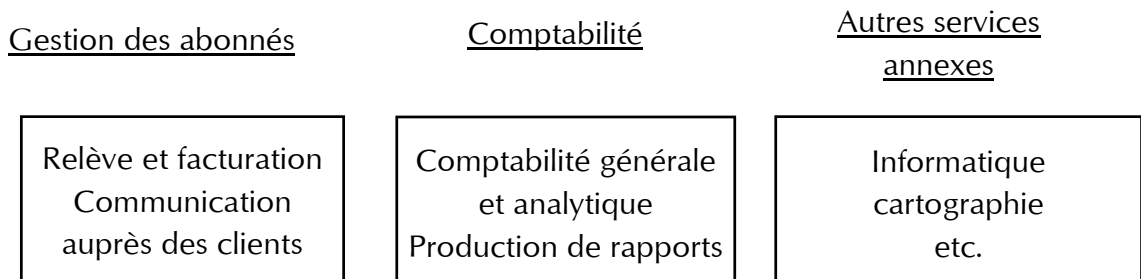 Gestion des abonnés
Comptabilité
Autres services
annexes
Relève et facturation
Communication
auprès des clients
Comptabilité générale
et analytique
Production de rapports
Informatique
cartographie
etc.